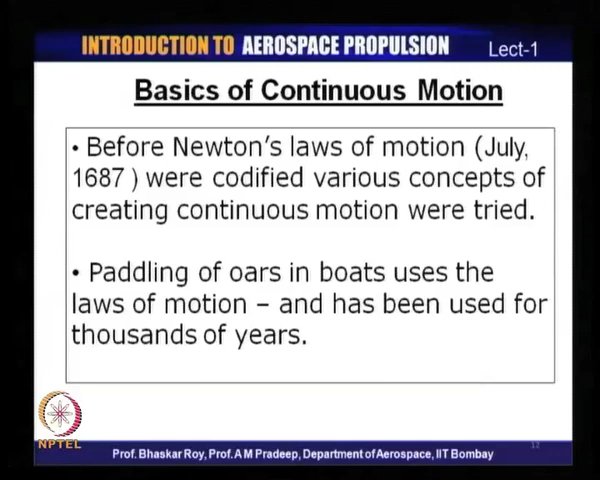 INTRODUCTION TO AEROSPACE PROPULSION Lect-1
Basics of Continuous Motion
• Before Newton's laws of motion (July,
1687 ) were codified various concepts of
creating continuous motion were tried.
• Paddling of oars in boats uses the
laws of motion – and has been used for
thousands of years.
NPTEL
12
Prof. Bhaskar Roy, Prof. A M Pradeep, Department of Aerospace, IIT Bombay